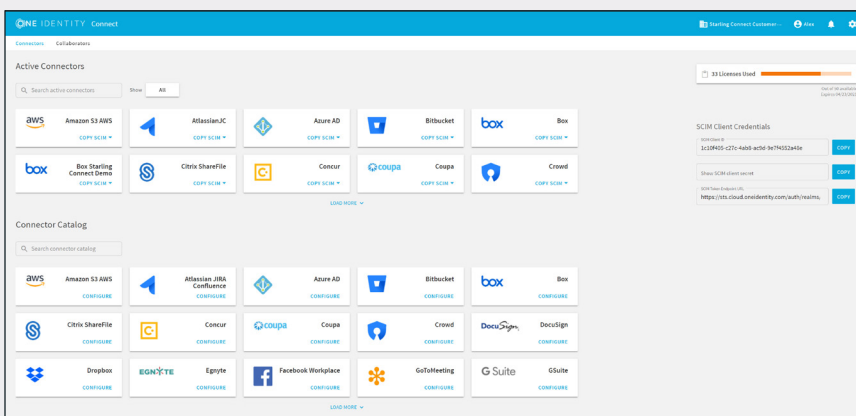 ONE IDENTITY Connect
Starling Connect Customer
Alex
Connectors
Collaborators
Active Connectors
Search active connectors
Show
All
aws
Amazon S3 AWS
COPY SCIM
AtlassianJC
COPY SCIM
Azure AD
COPY SCIM
Bitbucket
COPY SCIM
box
Box
COPY SCIM
box
Box Starling
Connect Demo
COPY SCIM
Citrix ShareFile
COPY SCIM
Concur
COPY SCIM
coupa
Coupa
COPY SCIM
Crowd
COPY SCIM
LOAD MORE
Connector Catalog
Search connector catalog
aws
Amazon S3 AWS
CONFIGURE
Atlassian JIRA
Confluence
CONFIGURE
Azure AD
CONFIGURE
Bitbucket
CONFIGURE
box
Box
CONFIGURE
Citrix ShareFile
CONFIGURE
Concur
CONFIGURE
coupa
Coupa
CONFIGURE
Crowd
CONFIGURE
DocuSign
DocuSign
CONFIGURE
Dropbox
CONFIGURE
EGNYTE
Egnyte
CONFIGURE
Facebook Workplace
CONFIGURE
GoToMeeting
CONFIGURE
G Suite
GSuite
CONFIGURE
LOAD MORE
33 Licenses Used
SCIM Client Credentials
SCIM Client ID
COPY
Show SCIM client secret
COPY
SCIM Token Endpoint URL
https://sts.cloud.oneidentity.com/auth/realms,
COPY